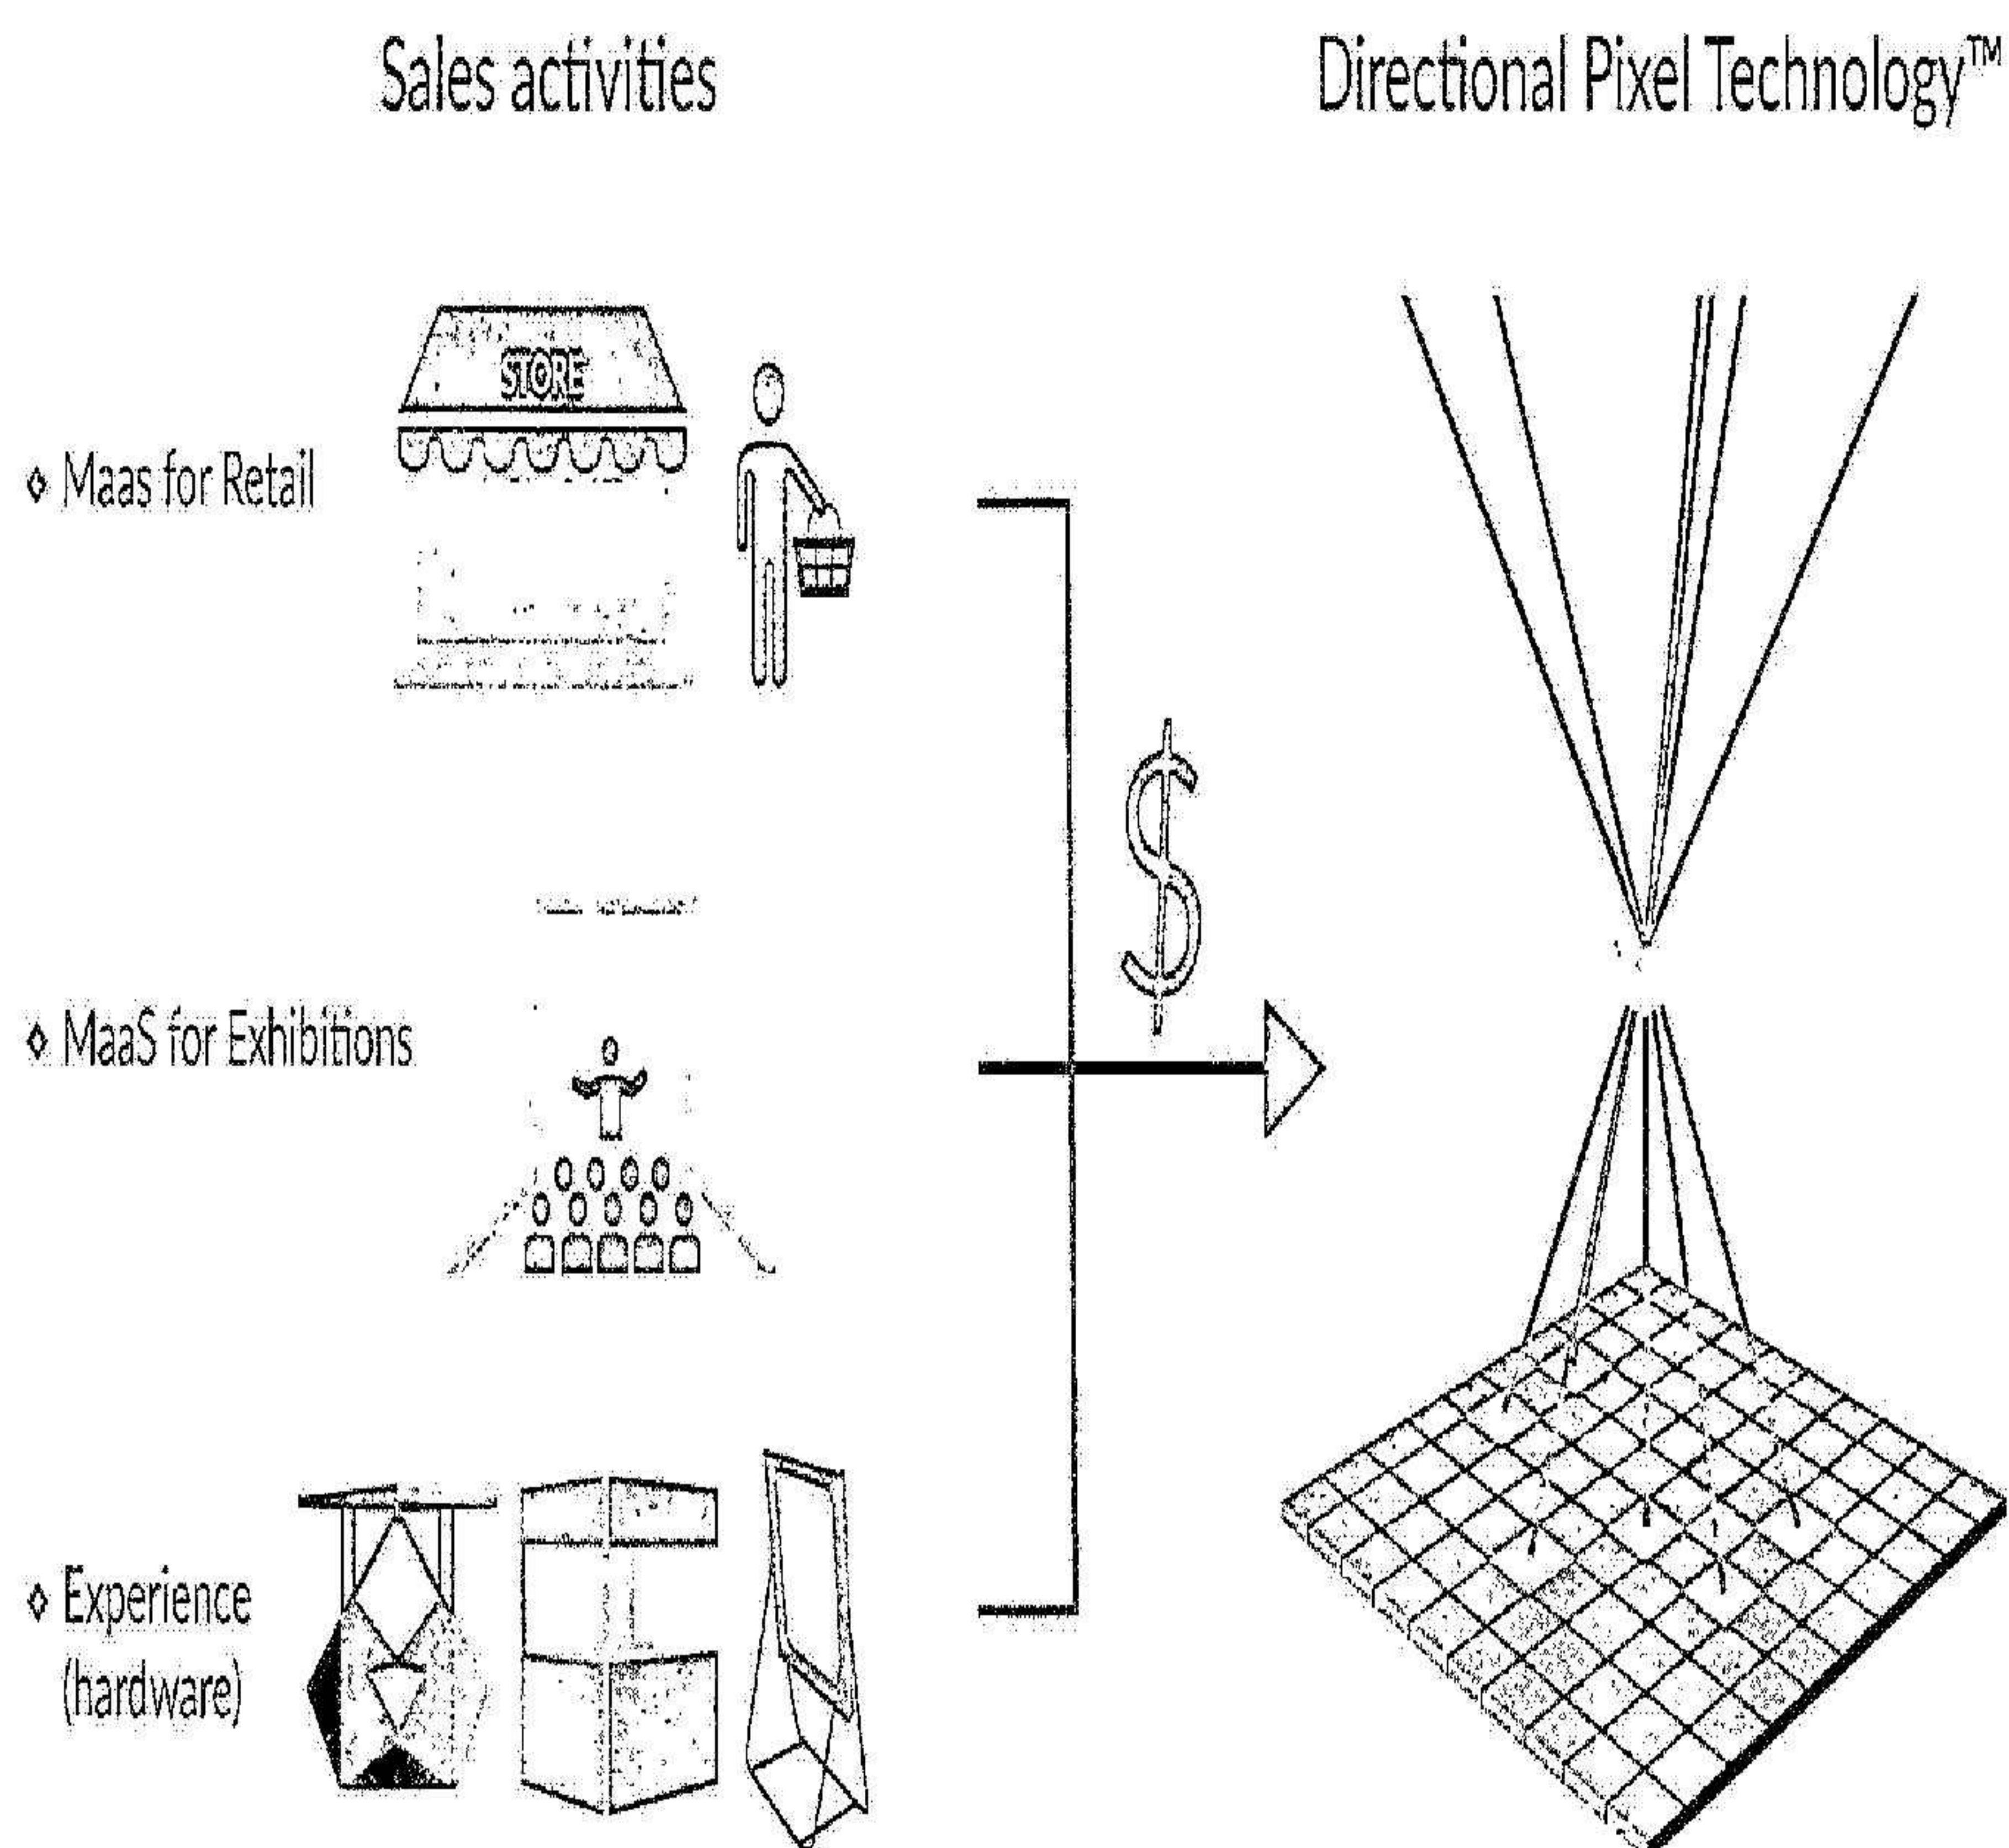 Sales activities
Directional Pixel Technology™
STORE
◊ Maas for Retail
$
◊ MaaS for Exhibitions
◊ Experience
(hardware)